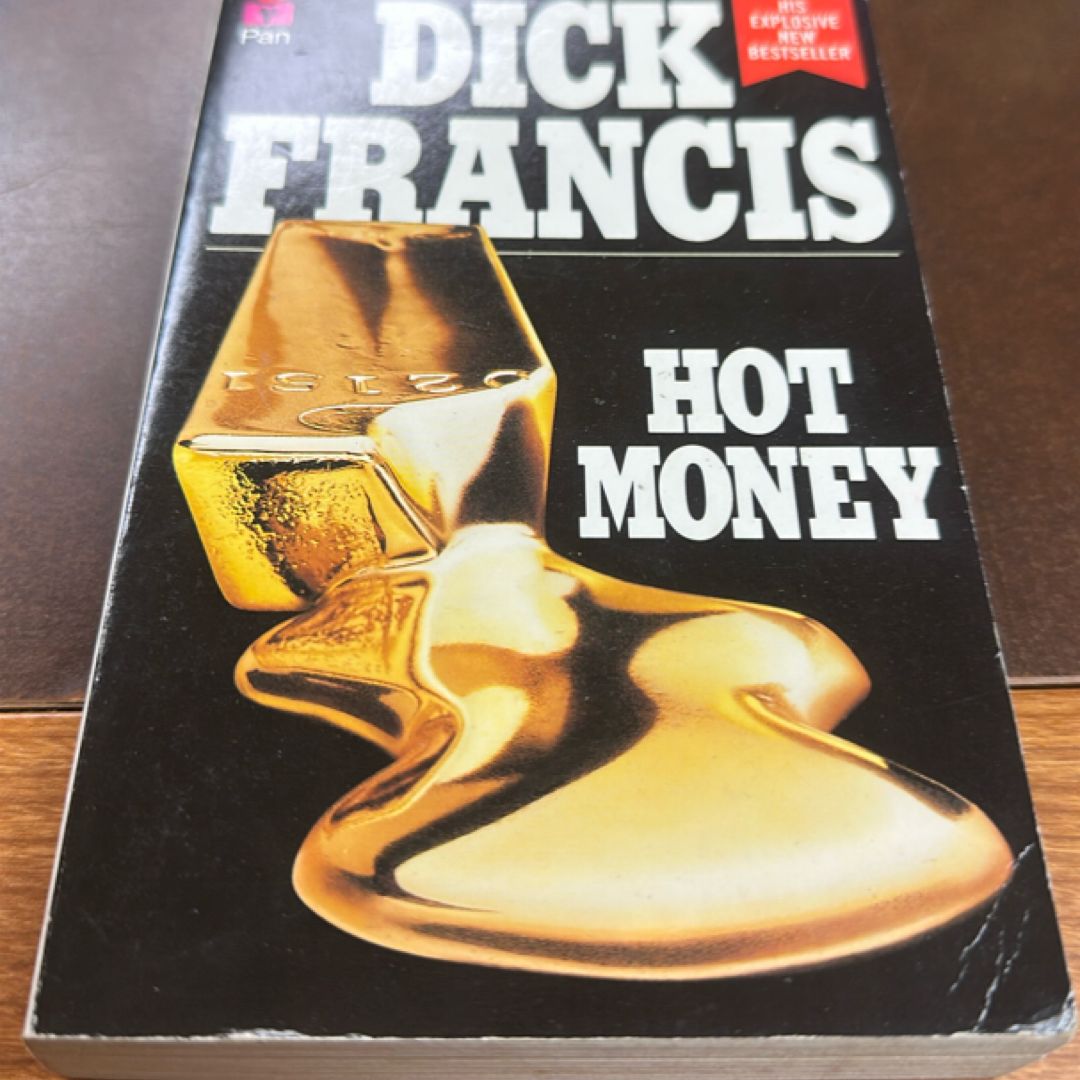 Pan
DICK
FRANCIS
HIS
EXPLOSIVE
NEW
BESTSELLER
HOT
MONEY